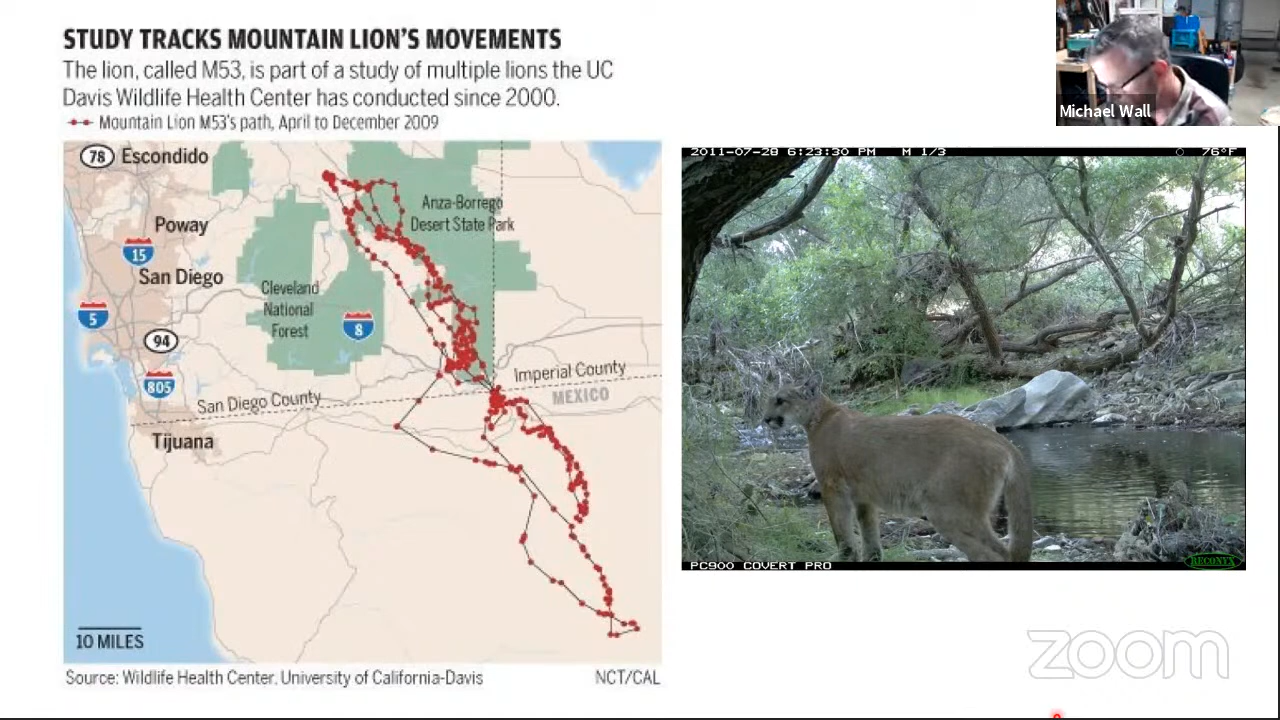 STUDY TRACKS MOUNTAIN LION'S MOVEMENTS
The lion, called M53, is part of a study of multiple lions the UC
Davis Wildlife Health Center has conducted since 2000.
Mountain Lion M53's path, April to December 2009
78 Escondido
Poway
15
San Diego
5
94
805
Tijuana
Cleveland
National
Forest
8
Anza-Borrego
Desert State Park
San Diego County
Imperial County
MEXICO
10 MILES
Source: Wildlife Health Center, University of California-Davis
NCT/CAL
Michael Wall
2011-07-28 6:23:30 PM M 1/3 76°F
PC900 COVERT PRO
RECONYX
zoom